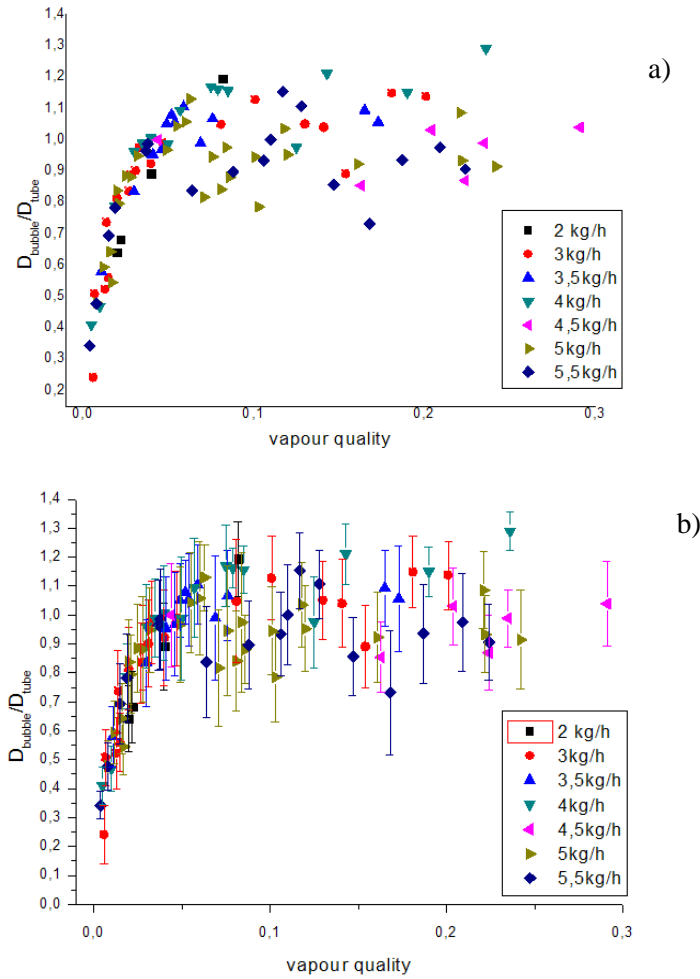 a)
1,4
1,3
1,2
1,1
1,0
0,9
0,8
0,7
0,6
0,5
0,4
0,3
0,2
D_bubble/D_tube
2 kg/h
3kg/h
3,5kg/h
4kg/h
4,5kg/h
5kg/h
5,5kg/h
0,0 0,1 0,2 0,3
vapour quality
b)
1,4
1,3
1,2
1,1
1,0
0,9
0,8
0,7
0,6
0,5
0,4
0,3
0,2
0,1
0,0
D_bubble/D_tube
2 kg/h
3kg/h
3,5kg/h
4kg/h
4,5kg/h
5kg/h
5,5kg/h
0,0 0,1 0,2 0,3
vapour quality